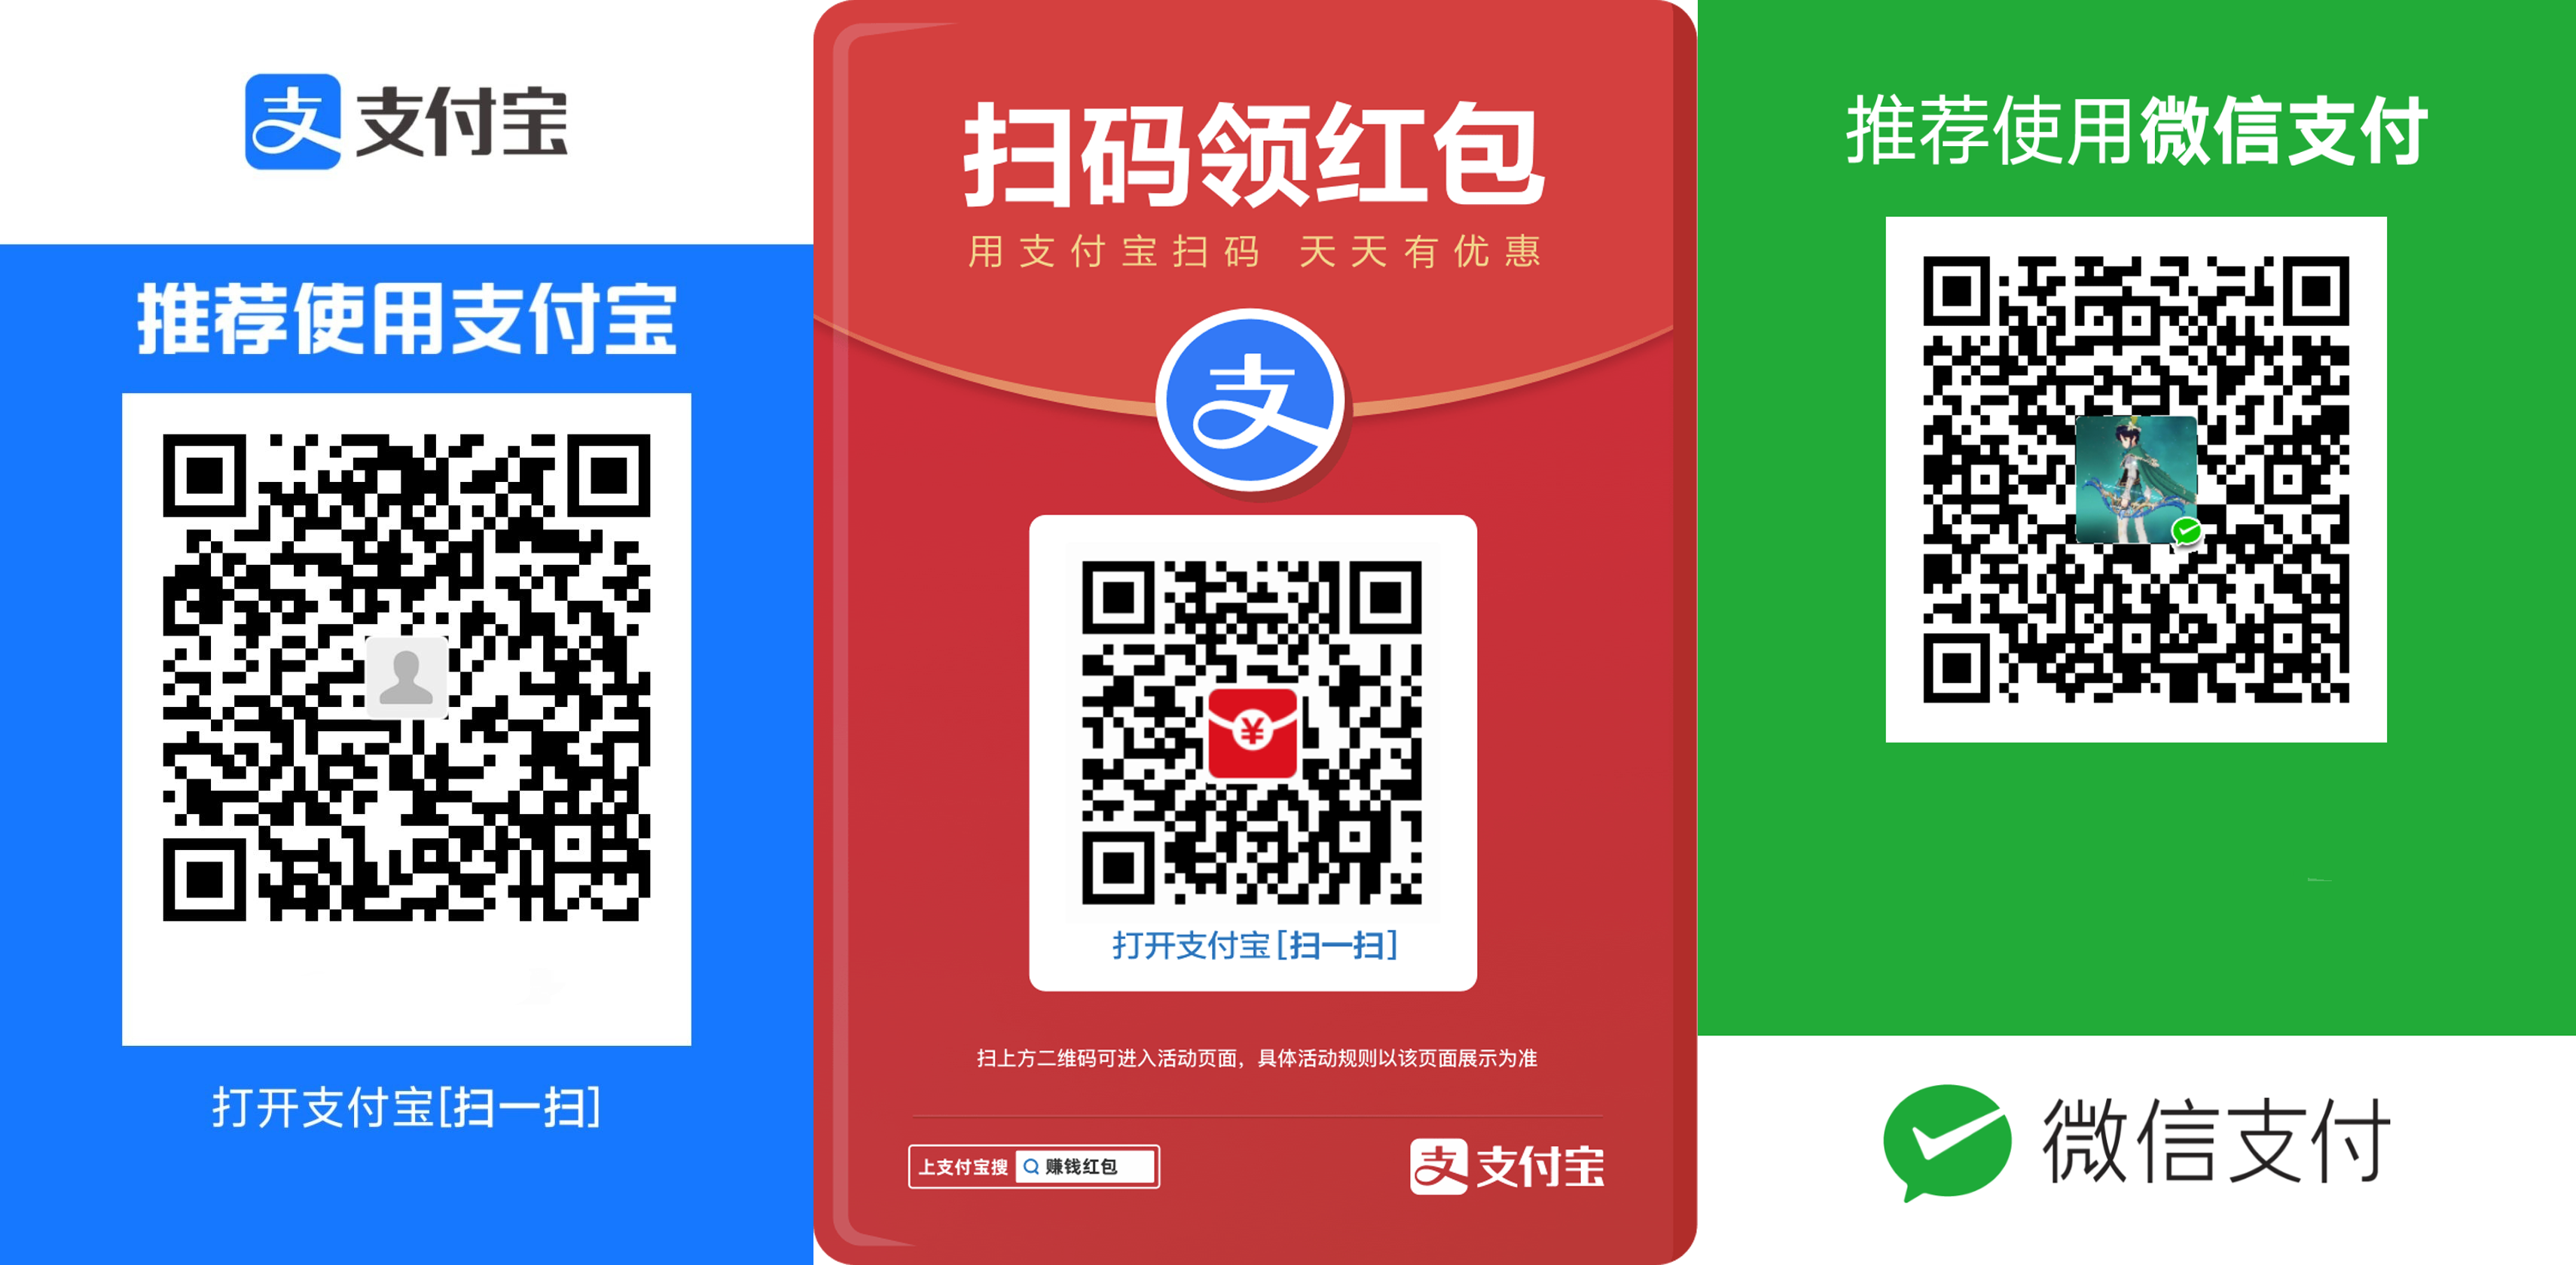 支 支付宝
推荐使用支付宝
打开支付宝[扫一扫]
扫码领红包
用支付宝扫码 天天有优惠
支
¥
打开支付宝[扫一扫]
扫上方二维码可进入活动页面，具体活动规则以该页面展示为准
上支付宝搜 赚钱红包
支 支付宝
推荐使用微信支付
微信支付